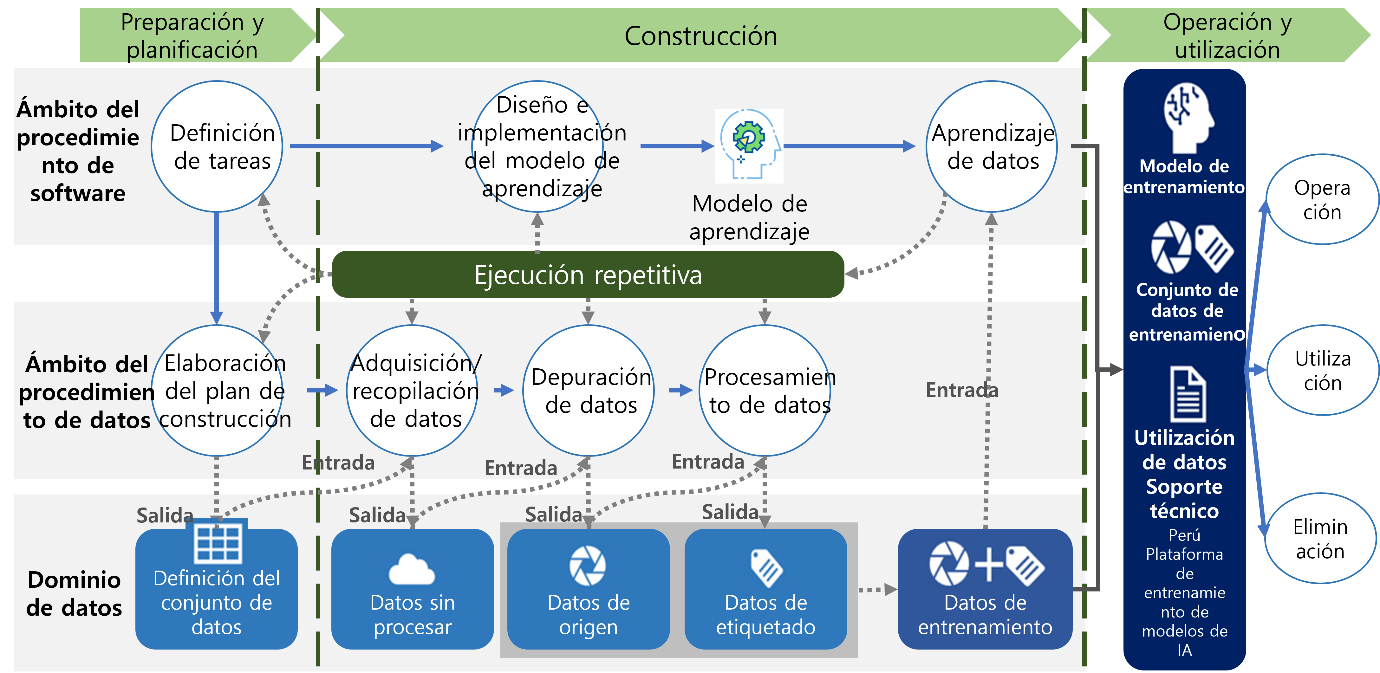 Preparación y
planificación
Construcción
Operación y
utilización
Ámbito del
procedimie
nto de
software
Definición
de tareas
Diseño e
implementación
del modelo de
aprendizaje
Modelo de
aprendizaje
Aprendizaje
de datos
Ejecución repetitiva
Ámbito del
procedimien
to de datos
Elaboración
del plan de
construcción
Adquisición/
recopilación
de datos
Depuración
de datos
Procesamien
to de datos
Entrada
Entrada
Entrada
Entrada
Salida
Salida
Salida
Salida
Dominio
de datos
Definición del
conjunto de
datos
Datos sin
procesar
Datos de
origen
Datos de
etiquetado
Datos de
entrenamiento
Modelo de
entrenamiento
Conjunto de
datos de
entrenamieno
Utilización
de datos
Soporte
técnico
Perú
Plataforma
de
entrenamie
nto de
modelos de
IA
Opera
ción
Utiliza
ción
Elimin
ación